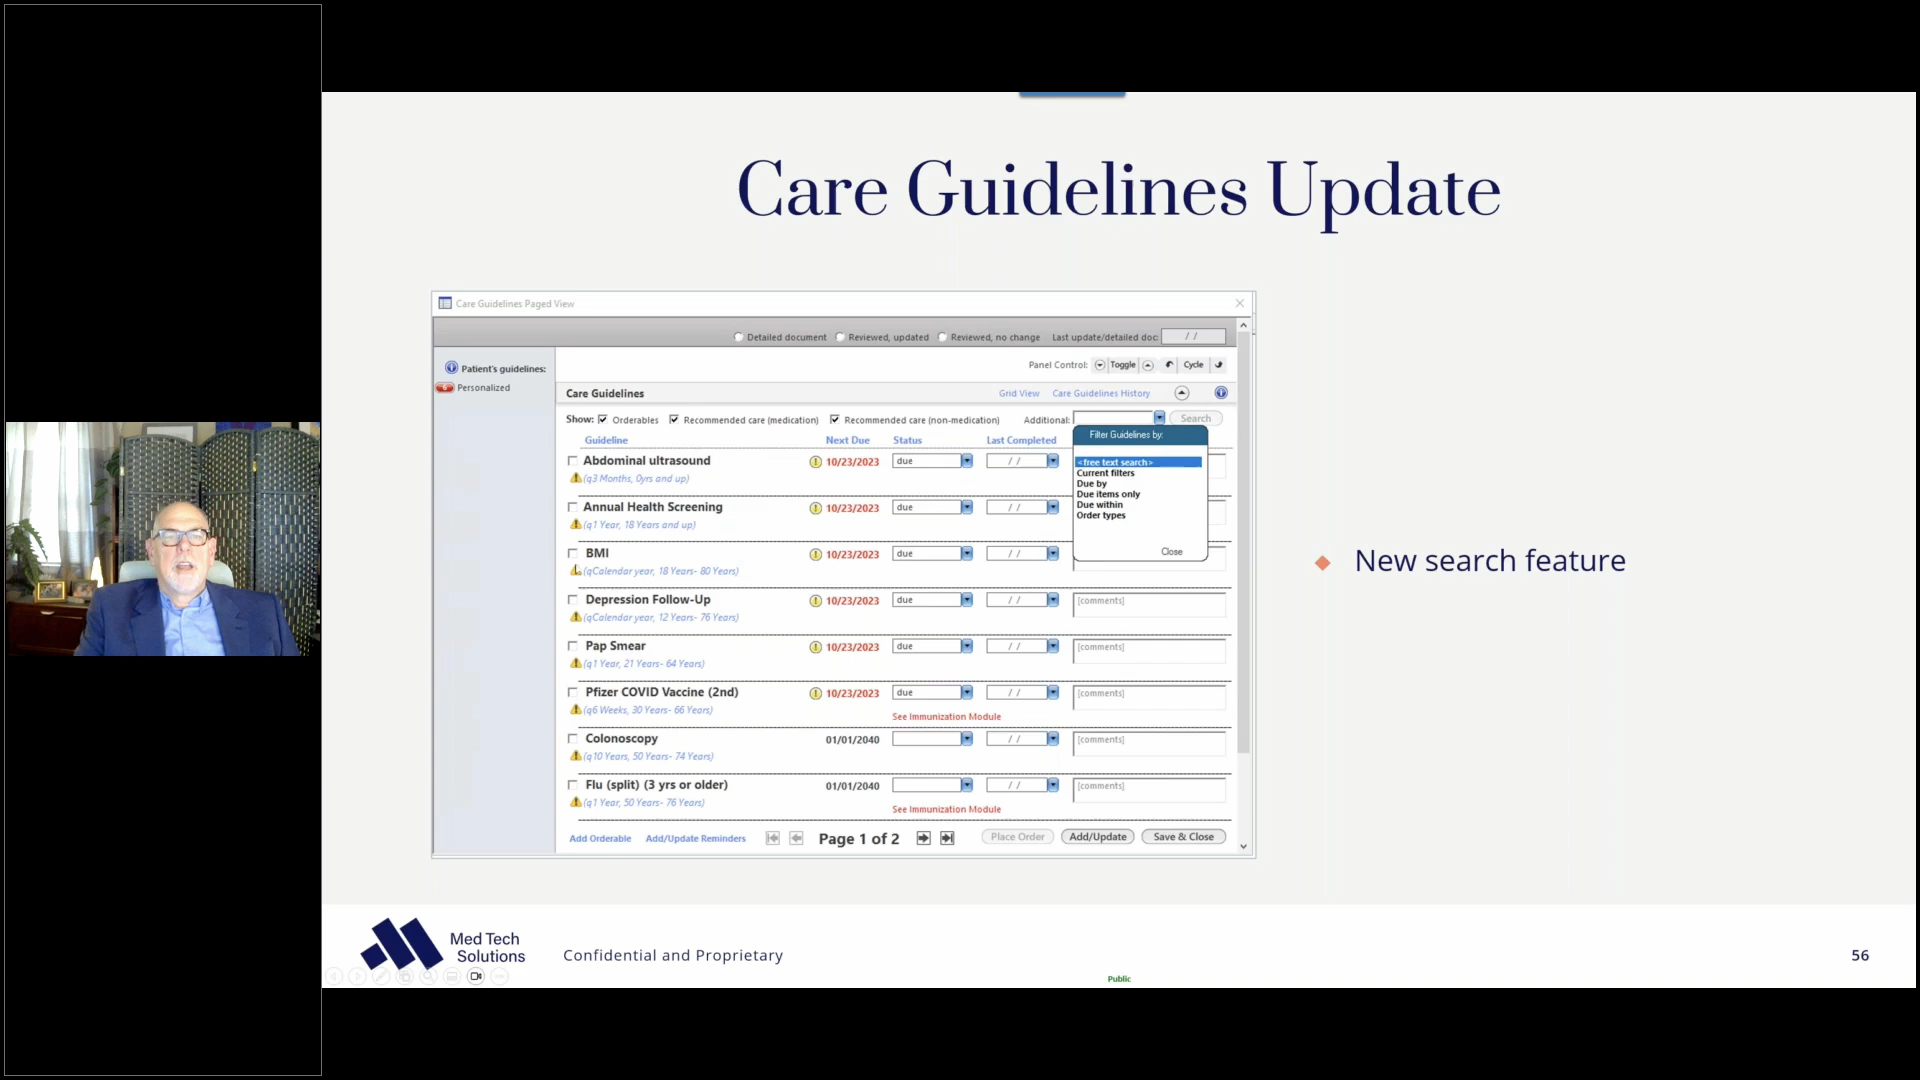 Care Guidelines Update
Care Guidelines Paged View
Detailed document Reviewed, updated Reviewed, no change Last update/detailed doc: / /
Patient's guidelines:
Personalized
Panel Control: Toggle Cycle
Care Guidelines Grid View Care Guidelines History
Show: Orderables Recommended care (medication) Recommended care (non-medication) Additional: Search
Guideline Next Due Status Last Completed
Filter Guidelines by:
<free text search>
Current filters
Due by
Due items only
Due within
Order types
Close
Abdominal ultrasound 10/23/2023 due / /
(q3 Months, 0yrs and up)
Annual Health Screening 10/23/2023 due / /
(q1 Year, 18 Years and up)
BMI 10/23/2023 due / /
(qCalendar year, 18 Years- 80 Years)
Depression Follow-Up 10/23/2023 due / / [comments]
(qCalendar year, 12 Years- 76 Years)
Pap Smear 10/23/2023 due / / [comments]
(q1 Year, 21 Years- 64 Years)
Pfizer COVID Vaccine (2nd) 10/23/2023 due / / [comments]
(q6 Weeks, 30 Years- 66 Years)
See Immunization Module
Colonoscopy 01/01/2040 / / [comments]
(q10 Years, 50 Years- 74 Years)
Flu (split) (3 yrs or older) 01/01/2040 / / [comments]
(q1 Year, 50 Years- 76 Years)
See Immunization Module
Add Orderable Add/Update Reminders Page 1 of 2 Place Order Add/Update Save & Close
New search feature
Med Tech
Solutions
Confidential and Proprietary
56
Public